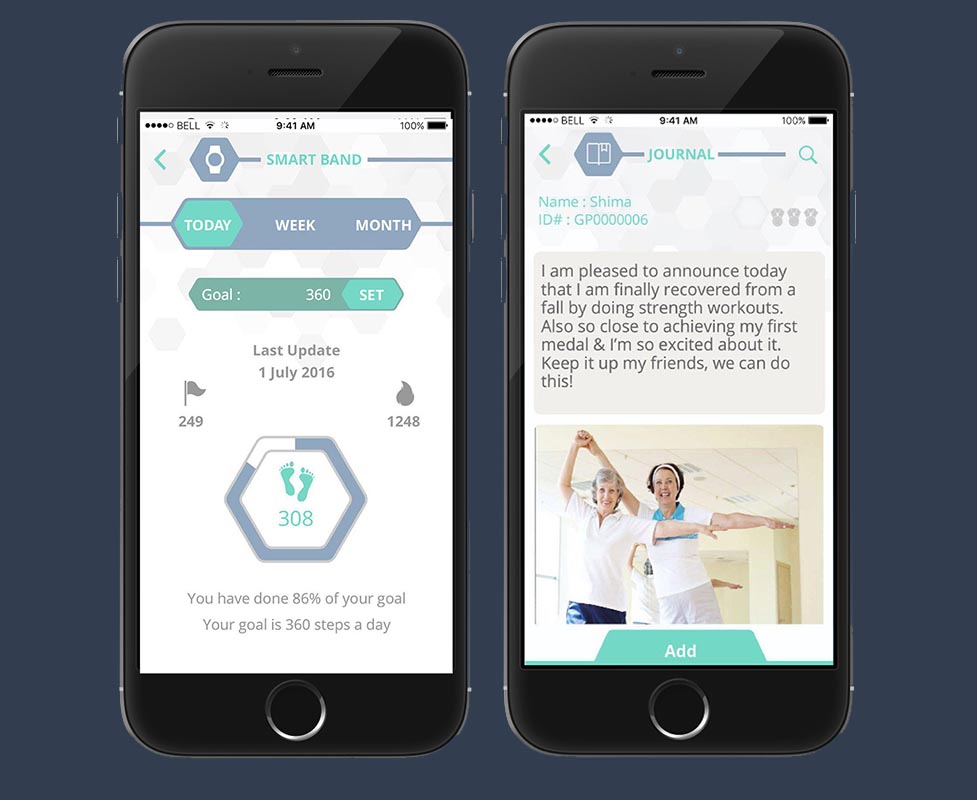 BELL 9:41 AM 100%
SMART BAND
TODAY WEEK MONTH
Goal : 360 SET
Last Update
1 July 2016
249 1248
308
You have done 86% of your goal
Your goal is 360 steps a day
BELL 9:41 AM 100%
JOURNAL
Name : Shima
ID# : GP0000006
I am pleased to announce today
that I am finally recovered from a
fall by doing strength workouts.
Also so close to achieving my first
medal & I’m so excited about it.
Keep it up my friends, we can do
this!
Add